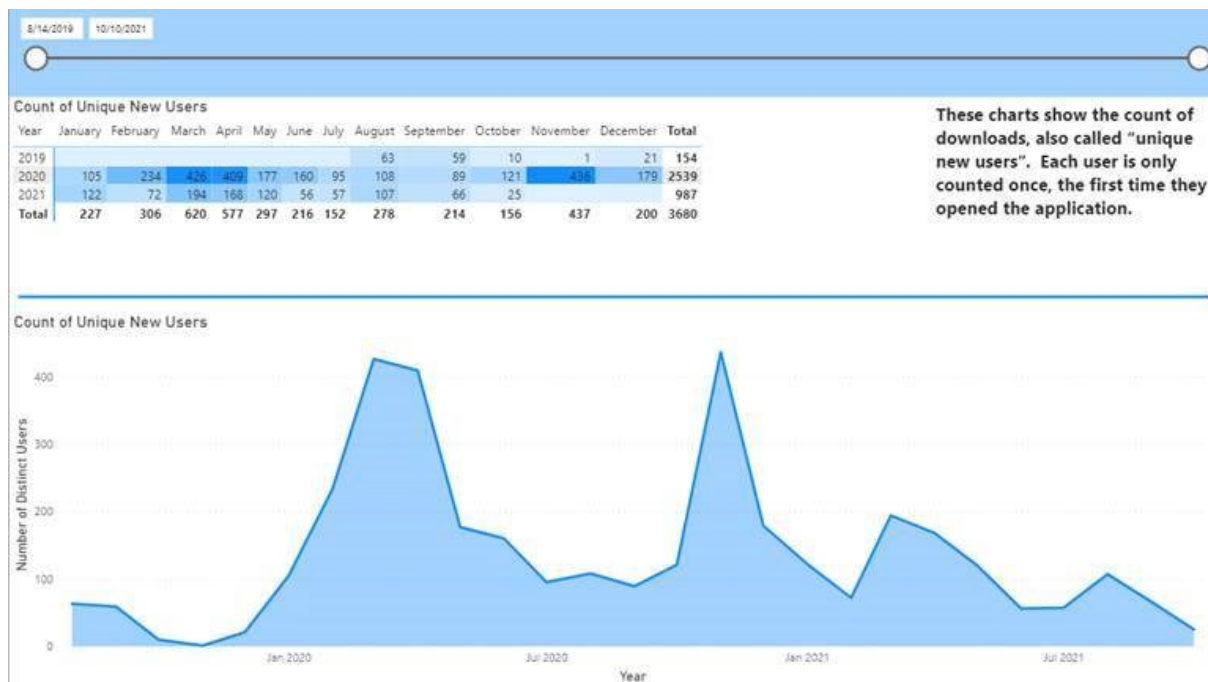 8/14/2019 10/10/2021
Count of Unique New Users
Year January February March April May June July August September October November December Total
2019 63 59 10 1 21 154
2020 105 234 426 409 177 160 95 108 89 121 436 179 2539
2021 122 72 194 168 120 56 57 107 66 25 987
Total 227 306 620 577 297 216 152 278 214 156 437 200 3680
These charts show the count of
downloads, also called “unique
new users”. Each user is only
counted once, the first time they
opened the application.
Count of Unique New Users
Number of Distinct Users
400
300
200
100
0
Jan 2020 Jul 2020 Jan 2021 Jul 2021
Year